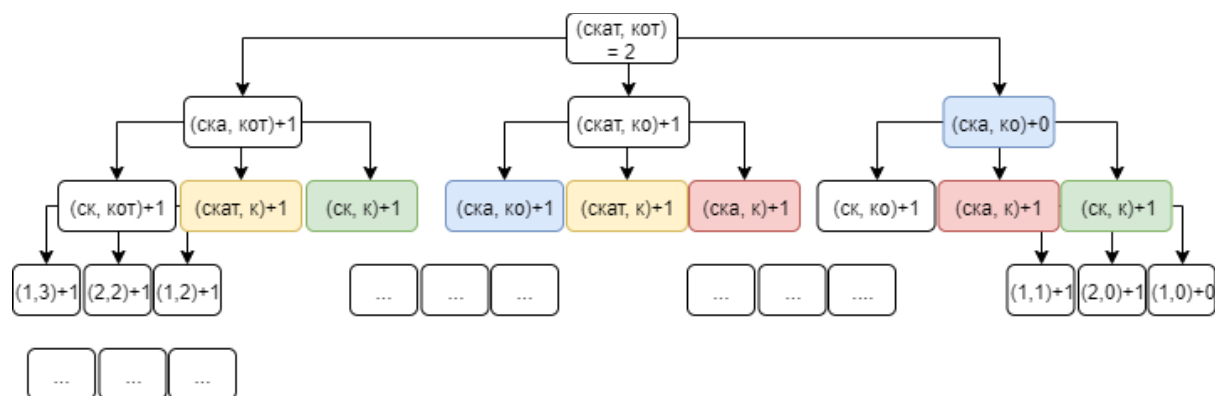 (скат, кот)
= 2
(ска, кот)+1
(скат, ко)+1
(ска, ко)+0
(ск, кот)+1
(скат, к)+1
(ск, к)+1
(ска, ко)+1
(скат, к)+1
(ска, к)+1
(ск, ко)+1
(ска, к)+1
(ск, к)+1
(1,3)+1
(2,2)+1
(1,2)+1
...
...
...
...
...
....
(1,1)+1
(2,0)+1
(1,0)+0
...
...
...